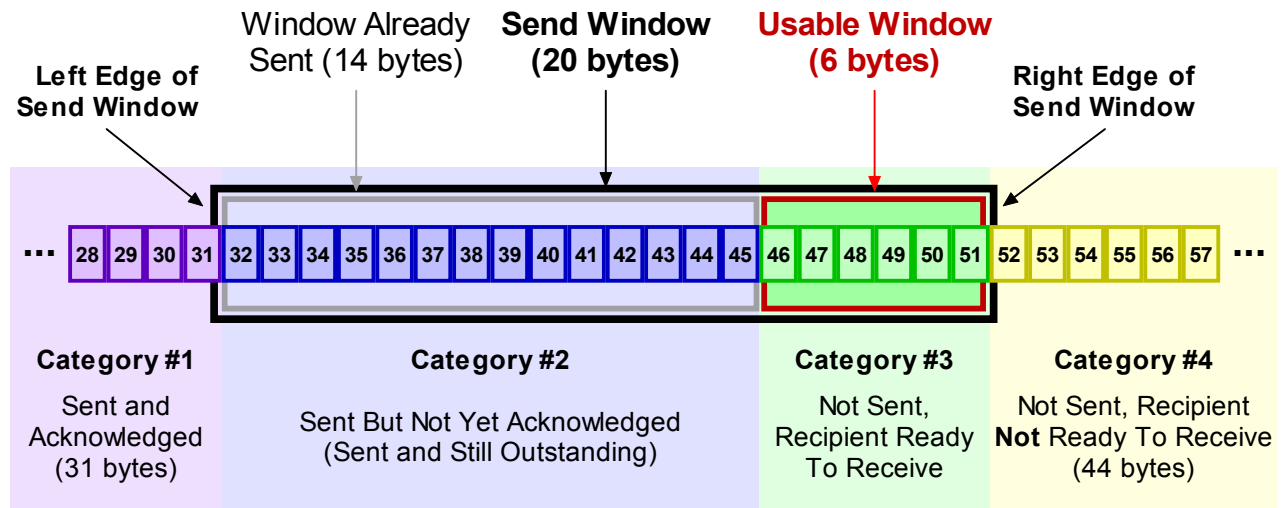 Window Already
Sent (14 bytes)
Send Window
(20 bytes)
Usable Window
(6 bytes)
Left Edge of
Send Window
Right Edge of
Send Window
... 28 29 30 31 32 33 34 35 36 37 38 39 40 41 42 43 44 45 46 47 48 49 50 51 52 53 54 55 56 57 ...
Category #1
Sent and
Acknowledged
(31 bytes)
Category #2
Sent But Not Yet Acknowledged
(Sent and Still Outstanding)
Category #3
Not Sent,
Recipient Ready
To Receive
Category #4
Not Sent, Recipient
Not Ready To Receive
(44 bytes)